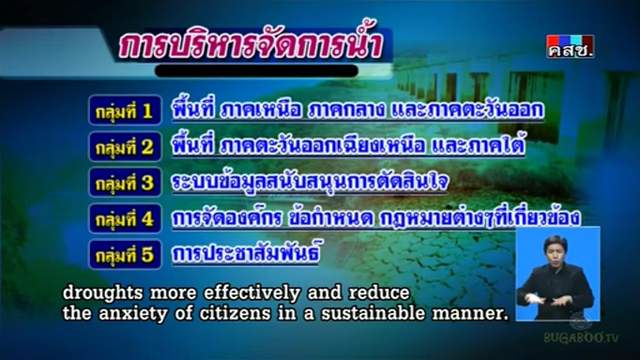 การบริหารจัดการน้ำ
คสช.
กลุ่มที่ 1 พื้นที่ ภาคเหนือ ภาคกลาง และภาคตะวันออก
กลุ่มที่ 2 พื้นที่ ภาคตะวันออกเฉียงเหนือ และภาคใต้
กลุ่มที่ 3 ระบบข้อมูลสนับสนุนการตัดสินใจ
กลุ่มที่ 4 การจัดองค์กร ข้อกำหนด กฎหมายต่างๆที่เกี่ยวข้อง
กลุ่มที่ 5 การประชาสัมพันธ์
droughts more effectively and reduce
the anxiety of citizens in a sustainable manner.
BUGABOO.TV